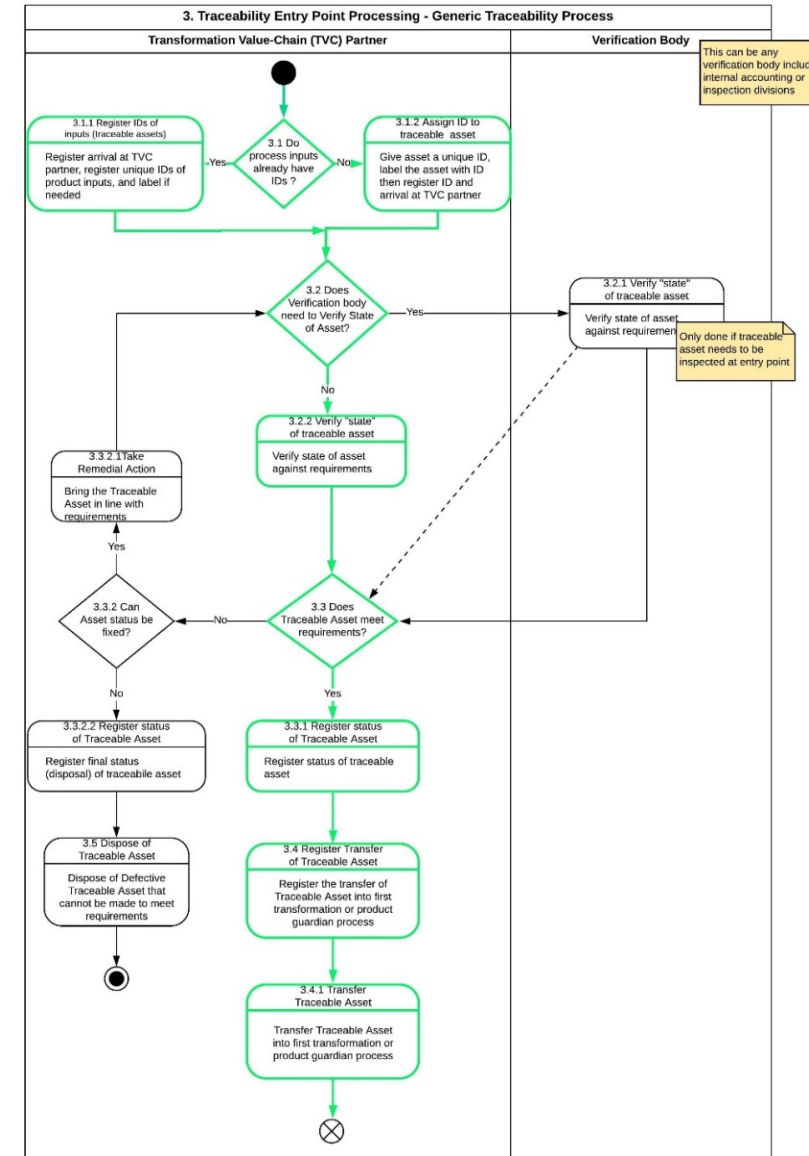 3. Traceability Entry Point Processing - Generic Traceability Process
Transformation Value-Chain (TVC) Partner
Verification Body
This can be any
verification body includ
internal accounting or
inspection divisions
3.1.1 Register IDs of
inputs (traceable assets)
Register arrival at TVC
partner, register unique IDs of
product inputs, and label if
needed
Yes
3.1 Do
process inputs
already have
IDs ?
No
3.1.2 Assign ID to
traceable asset
Give asset a unique ID,
label the asset with ID
then register ID and
arrival at TVC partner
3.2 Does
Verification body
need to Verify State
of Asset?
Yes
3.2.1 Verify "state"
of traceable asset
Verify state of asset
against requiremen
Only done if traceable
asset needs to be
inspected at entry point
No
3.2.2 Verify "state"
of traceable asset
Verify state of asset
against requirements
3.3.2.1Take
Remedial Action
Bring the Traceable
Asset in line with
requirements
Yes
3.3.2 Can
Asset status be
fixed?
No
3.3 Does
Traceable Asset meet
requirements?
No
Yes
3.3.2.2 Register status
of Traceable Asset
Register final status
(disposal) of traceabile asset
3.3.1 Register status
of Traceable Asset
Register status of traceable
asset
3.5 Dispose of
Traceable Asset
Dispose of Defective
Traceable Asset that
cannot be made to meet
requirements
3.4 Register Transfer
of Traceable Asset
Register the transfer of
Traceable Asset into first
transformation or product
guardian process
3.4.1 Transfer
Traceable Asset
Transfer Traceable Asset
into first transformation or
product guardian process